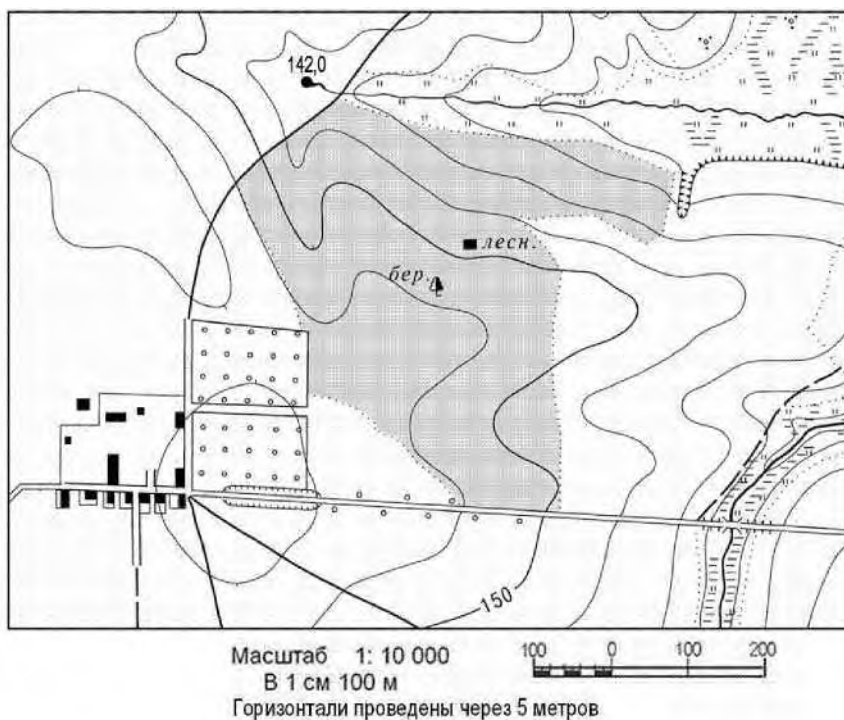 142,0
лесн.
бер.
150
Масштаб 1: 10 000
В 1 см 100 м
100 0 100 200
Горизонтали проведены через 5 метров